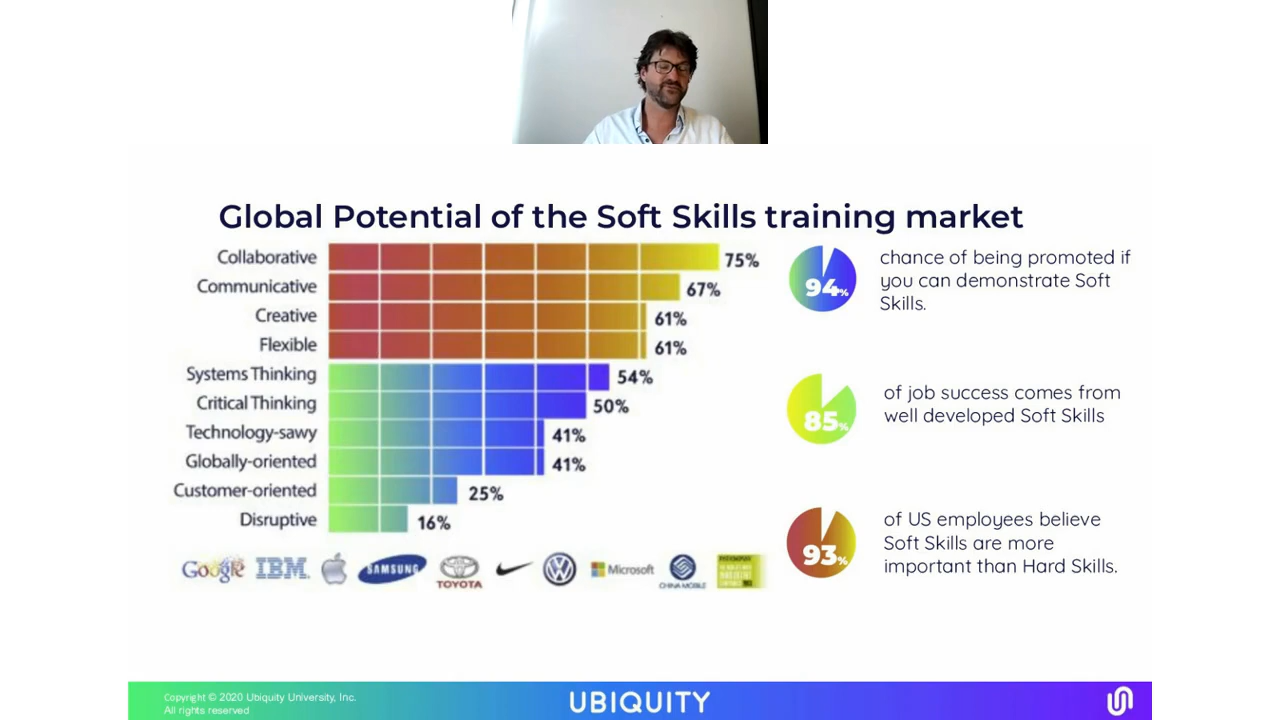 Global Potential of the Soft Skills training market
Collaborative 75%
Communicative 67%
Creative 61%
Flexible 61%
Systems Thinking 54%
Critical Thinking 50%
Technology-sawy 41%
Globally-oriented 41%
Customer-oriented 25%
Disruptive 16%
Google IBM. SAMSUNG TOYOTA Microsoft CHINA MOBILE
94%
chance of being promoted if
you can demonstrate Soft
Skills.
85%
of job success comes from
well developed Soft Skills
93%
of US employees believe
Soft Skills are more
important than Hard Skills.
Copyright © 2020 Ubiquity University, Inc.
All rights reserved
UBIQUITY